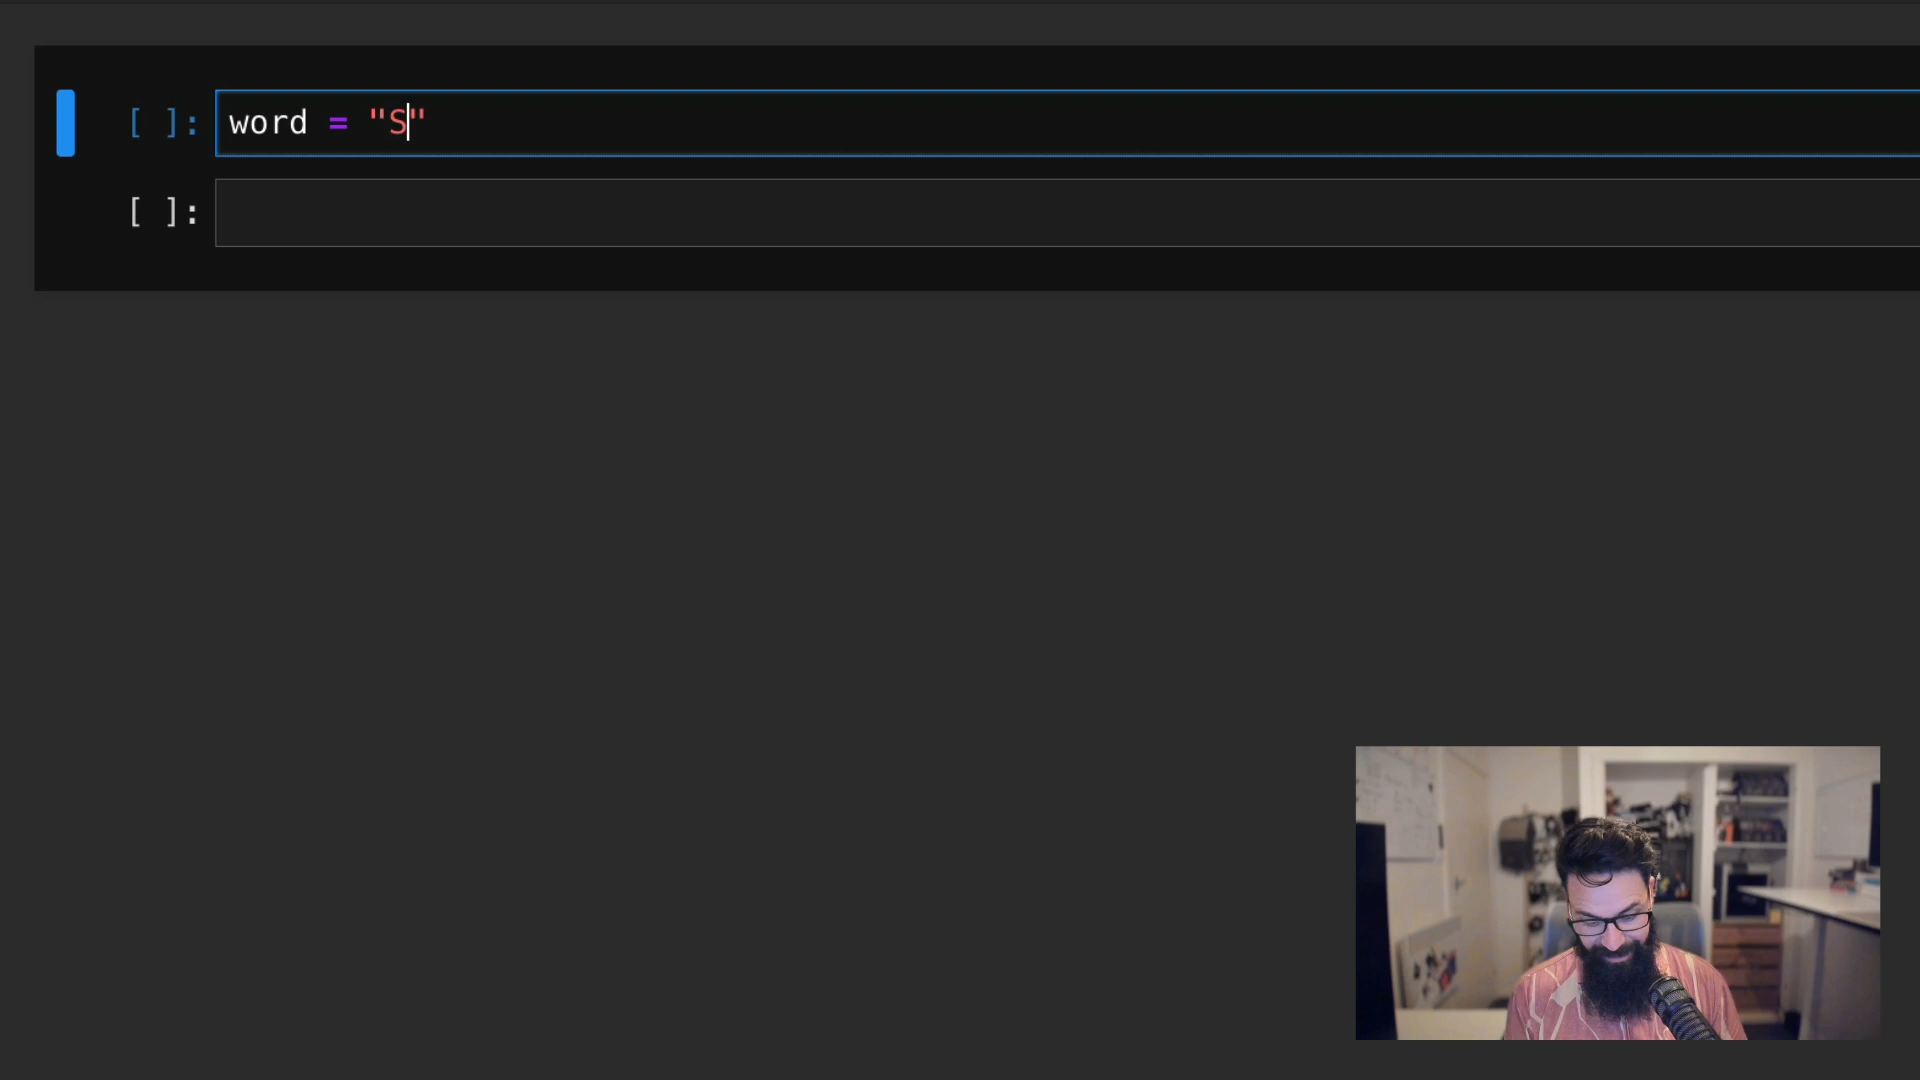 [ ]: word = "S"
[ ]: